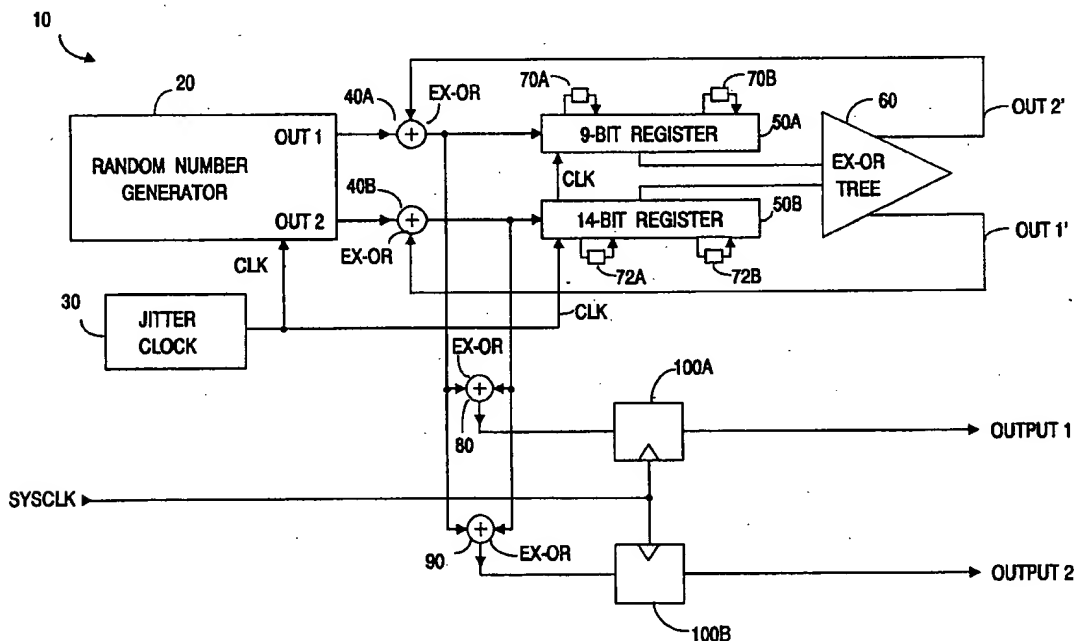 10
20
RANDOM NUMBER
GENERATOR
OUT 1
OUT 2
40A
EX-OR
40B
EX-OR
70A
70B
9-BIT REGISTER
50A
CLK
14-BIT REGISTER
50B
72A
72B
60
EX-OR
TREE
OUT 2'
OUT 1'
CLK
CLK
30
JITTER
CLOCK
EX-OR
80
100A
OUTPUT 1
SYSCLK
90
EX-OR
100B
OUTPUT 2